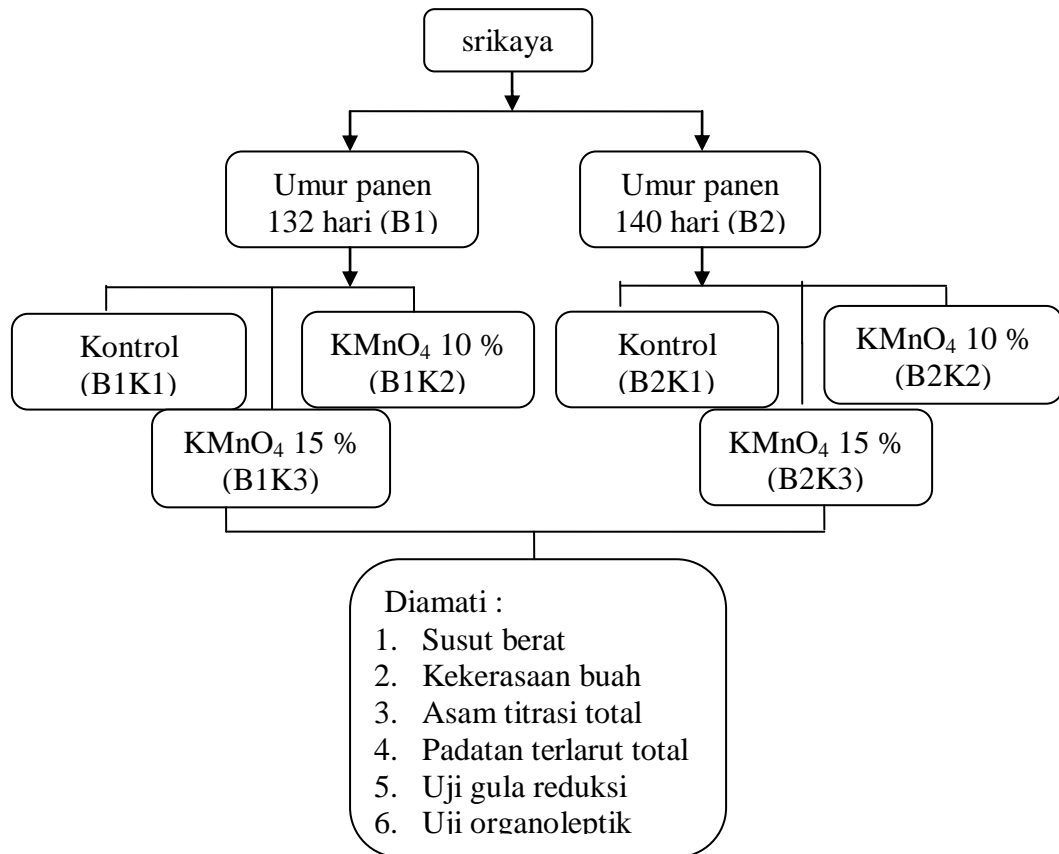 srikaya
Umur panen
132 hari (B1)
Umur panen
140 hari (B2)
Kontrol
(B1K1)
KMnO₄ 10 %
(B1K2)
KMnO₄ 15 %
(B1K3)
Kontrol
(B2K1)
KMnO₄ 10 %
(B2K2)
KMnO₄ 15 %
(B2K3)
Diamati :
1. Susut berat
2. Kekerasaan buah
3. Asam titrasi total
4. Padatan terlarut total
5. Uji gula reduksi
6. Uji organoleptik